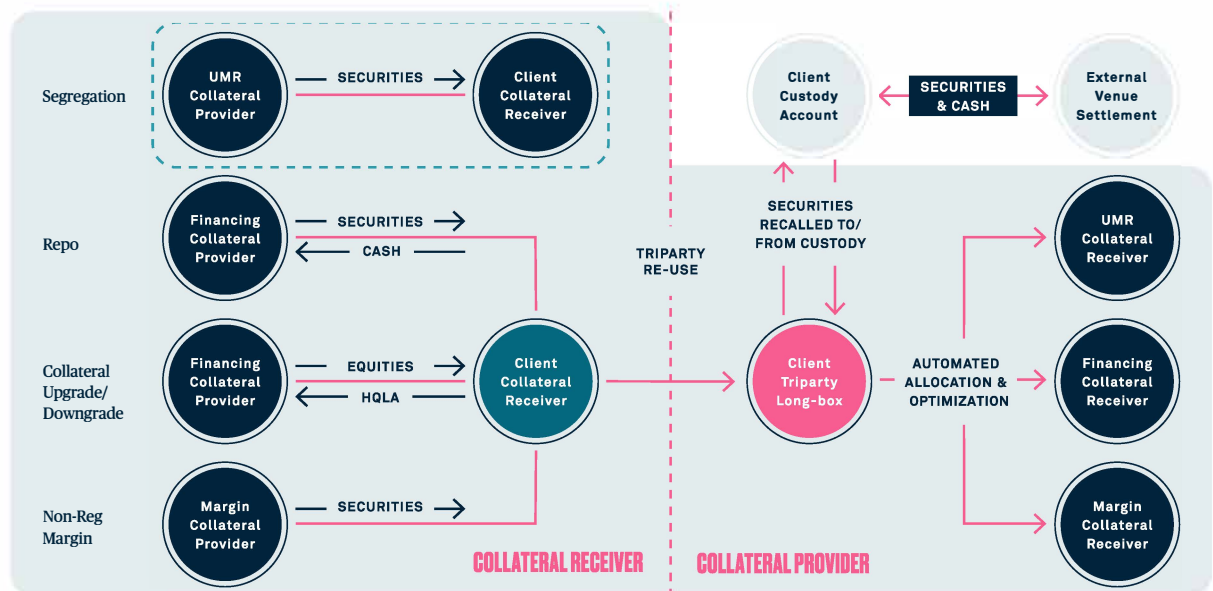 Segregation
UMR
Collateral
Provider
SECURITIES
Client
Collateral
Receiver
Client
Custody
Account
SECURITIES
& CASH
External
Venue
Settlement
Repo
Financing
Collateral
Provider
SECURITIES
CASH
TRIPARTY
RE-USE
SECURITIES
RECALLED TO/
FROM CUSTODY
UMR
Collateral
Receiver
Collateral
Upgrade/
Downgrade
Financing
Collateral
Provider
EQUITIES
HQLA
Client
Collateral
Receiver
Client
Triparty
Long-box
AUTOMATED
ALLOCATION &
OPTIMIZATION
Financing
Collateral
Receiver
Non-Reg
Margin
Margin
Collateral
Provider
SECURITIES
Margin
Collateral
Receiver
COLLATERAL RECEIVER
COLLATERAL PROVIDER